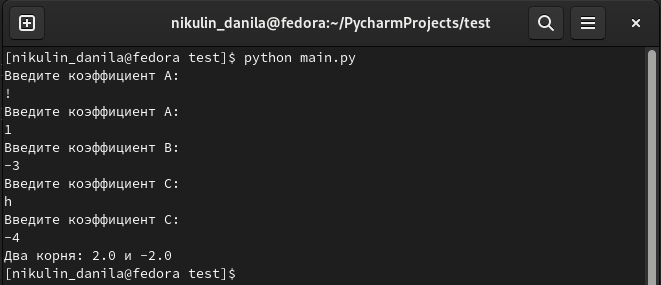 nikulin_danila@fedora:~/PycharmProjects/test
[nikulin_danila@fedora test]$ python main.py
Введите коэффициент A:
!
Введите коэффициент A:
1
Введите коэффициент B:
-3
Введите коэффициент C:
h
Введите коэффициент C:
-4
Два корня: 2.0 и -2.0
[nikulin_danila@fedora test]$